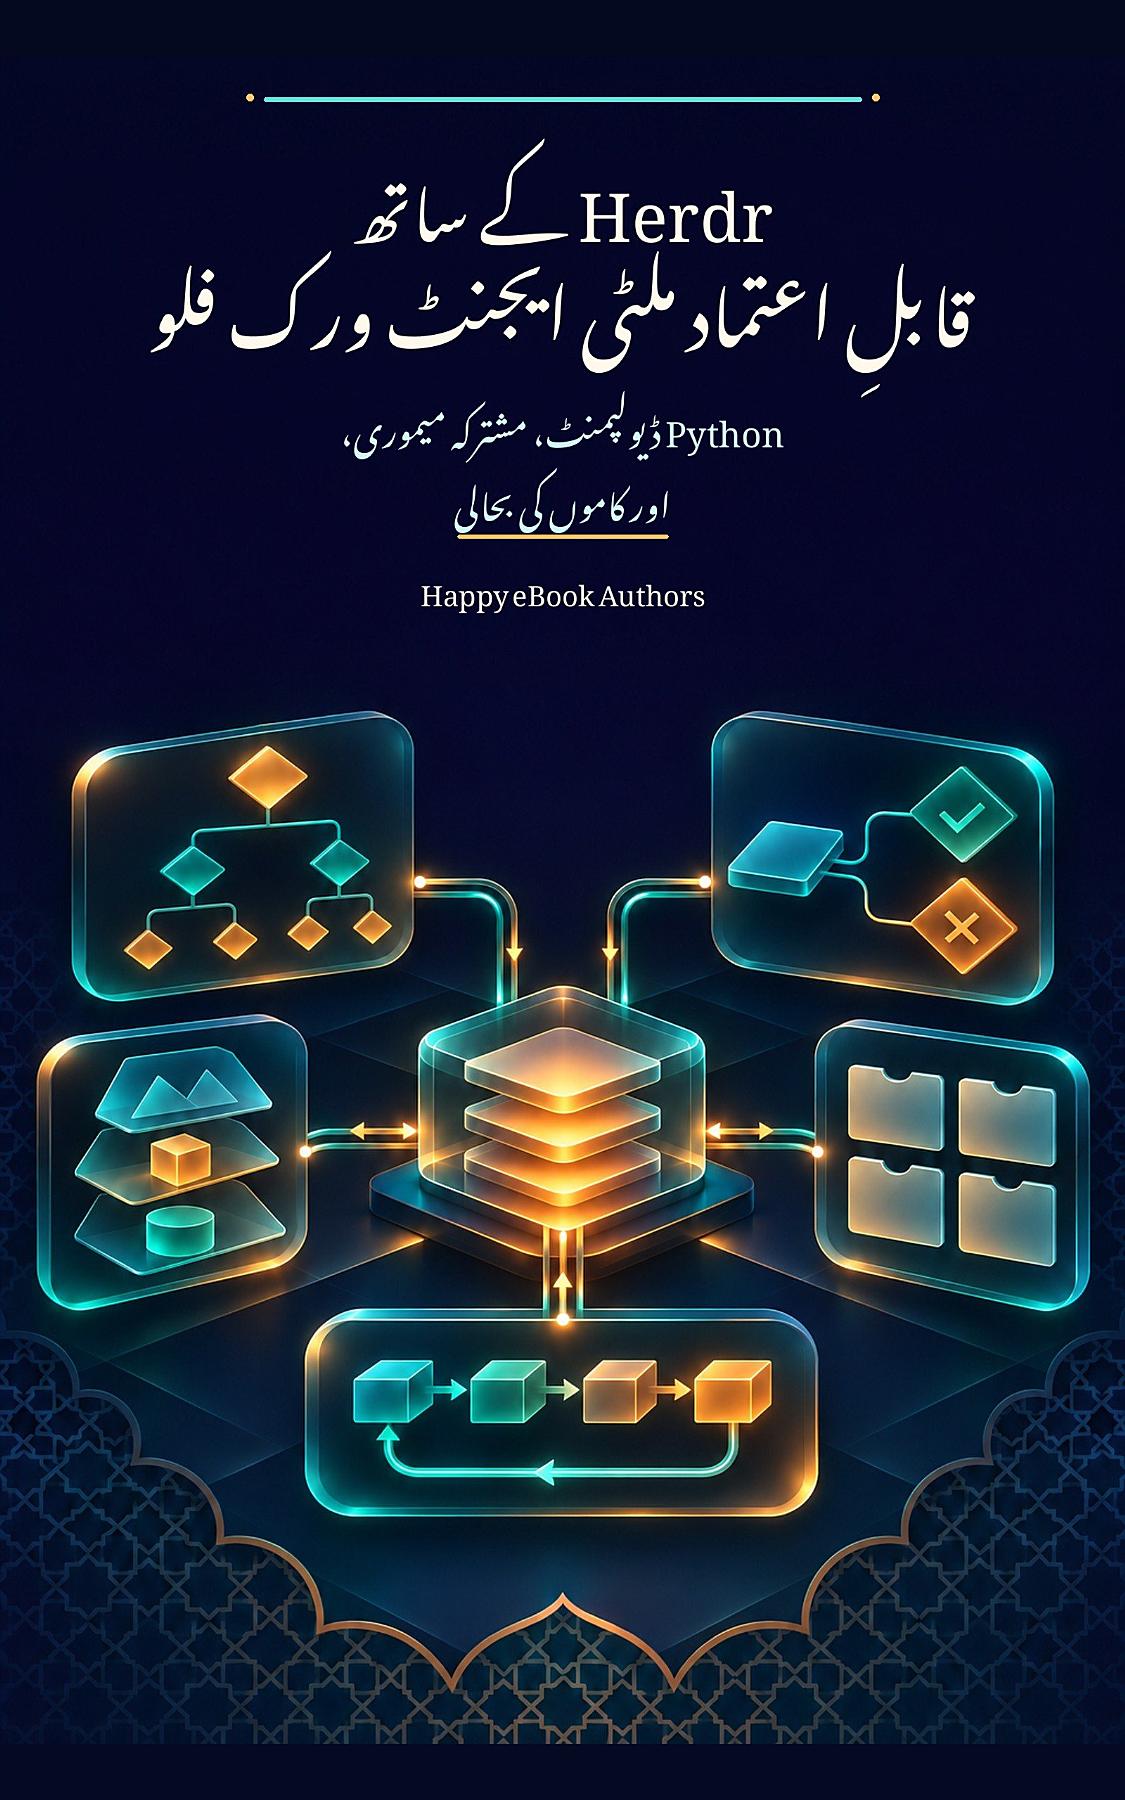 Herdr کے ساتھ
قابلِ اعتماد ملٹی ایجنٹ ورک فلو
Python ڈیولپمنٹ، مشترکہ میموری،
اور کاموں کی بحالی
Happy eBook Authors